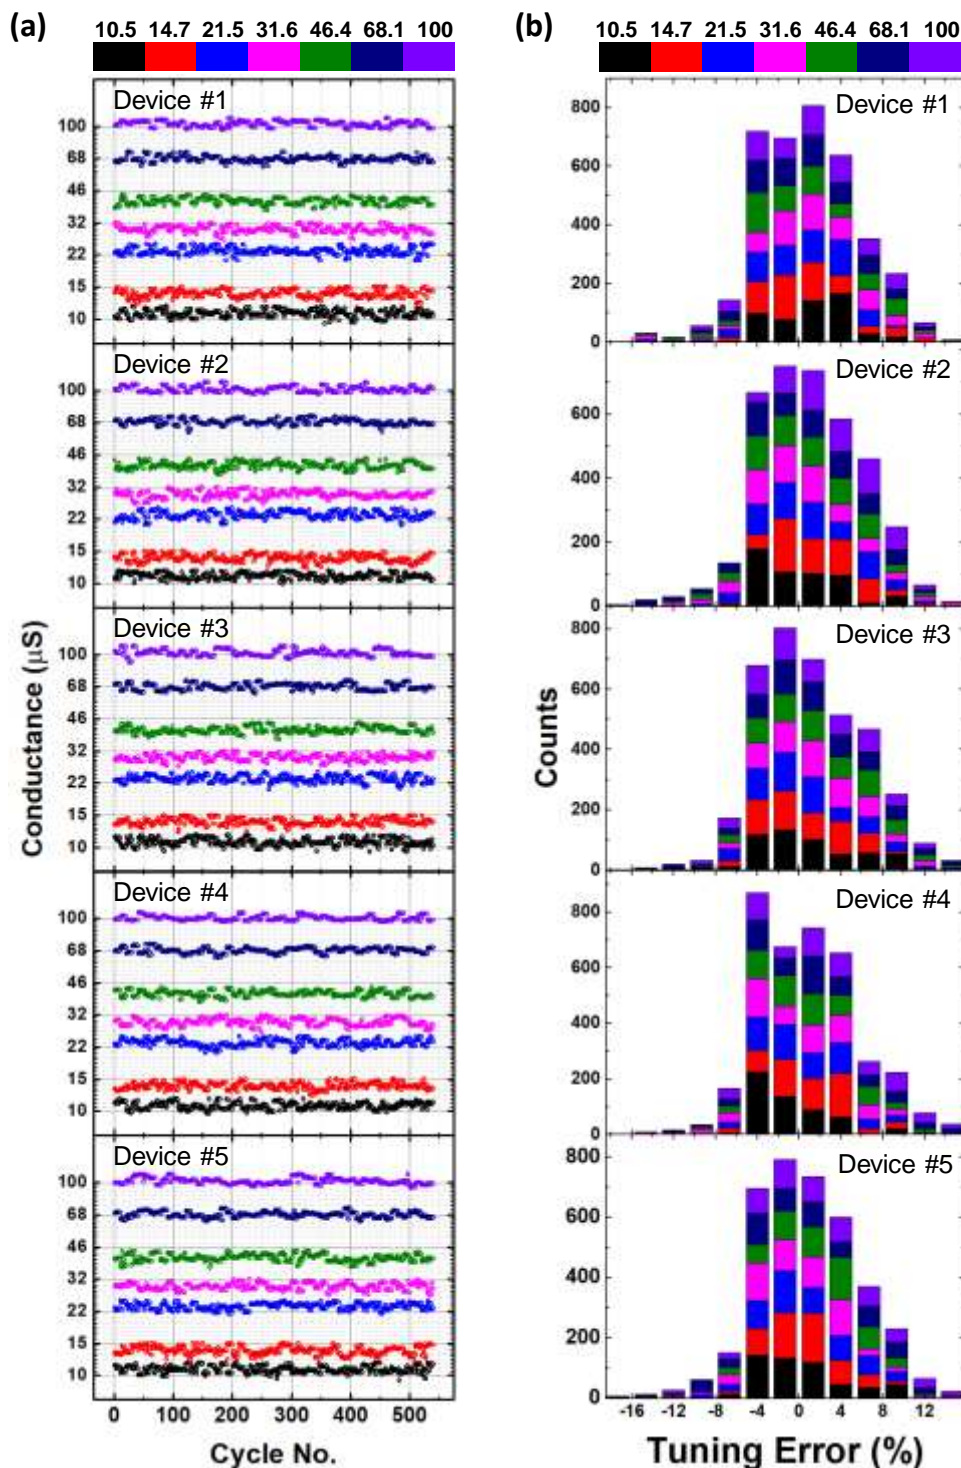 (a)
10.5 14.7 21.5 31.6 46.4 68.1 100
Device #1
100
68
46
32
22
15
10
Device #2
100
68
46
32
22
15
10
Device #3
100
68
46
32
22
15
10
Device #4
100
68
46
32
22
15
10
Device #5
100
68
46
32
22
15
10
0 100 200 300 400 500
Conductance (μS)
Cycle No.
(b)
10.5 14.7 21.5 31.6 46.4 68.1 100
Device #1
800
600
400
200
0
Device #2
600
400
200
0
Device #3
800
600
400
200
0
Device #4
800
600
400
200
0
Device #5
800
600
400
200
0
-16 -12 -8 -4 0 4 8 12
Counts
Tuning Error (%)